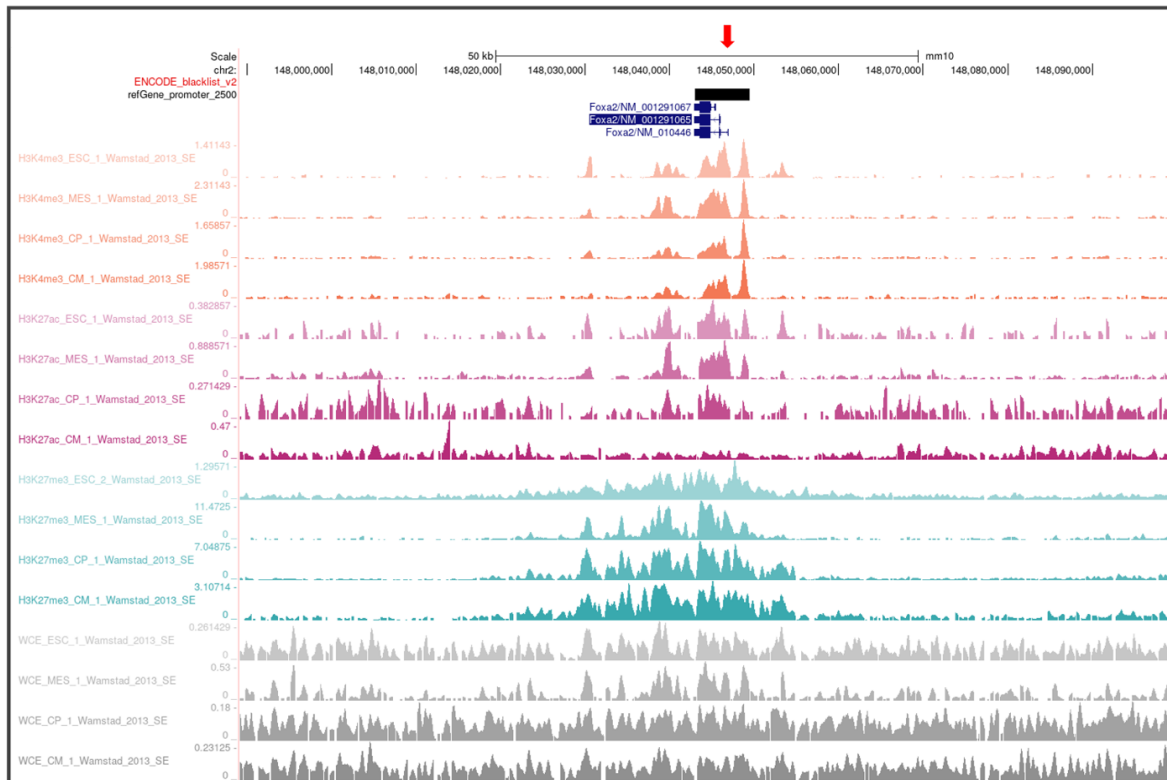 Scale 50 kb mm10
chr2: 148,000,000 148,010,000 148,020,000 148,030,000 148,040,000 148,050,000 148,060,000 148,070,000 148,080,000 148,090,000
ENCODE_blacklist_v2
refGene_promoter_2500
Foxa2/NM_001291067
Foxa2/NM_001291065
Foxa2/NM_010446
1.41143
H3K4me3_ESC_1_Wamstad_2013_SE
0
2.31143
H3K4me3_MES_1_Wamstad_2013_SE
0
1.65857
H3K4me3_CP_1_Wamstad_2013_SE
0
1.98571
H3K4me3_CM_1_Wamstad_2013_SE
0
0.382857
H3K27ac_ESC_1_Wamstad_2013_SE
0
0.888571
H3K27ac_MES_1_Wamstad_2013_SE
0
0.271429
H3K27ac_CP_1_Wamstad_2013_SE
0
0.47
H3K27ac_CM_1_Wamstad_2013_SE
0
1.29571
H3K27me3_ESC_2_Wamstad_2013_SE
0
11.4725
H3K27me3_MES_1_Wamstad_2013_SE
0
7.04875
H3K27me3_CP_1_Wamstad_2013_SE
0
3.10714
H3K27me3_CM_1_Wamstad_2013_SE
0
0.261429
WCE_ESC_1_Wamstad_2013_SE
0
0.53
WCE_MES_1_Wamstad_2013_SE
0
0.18
WCE_CP_1_Wamstad_2013_SE
0
0.23125
WCE_CM_1_Wamstad_2013_SE
0